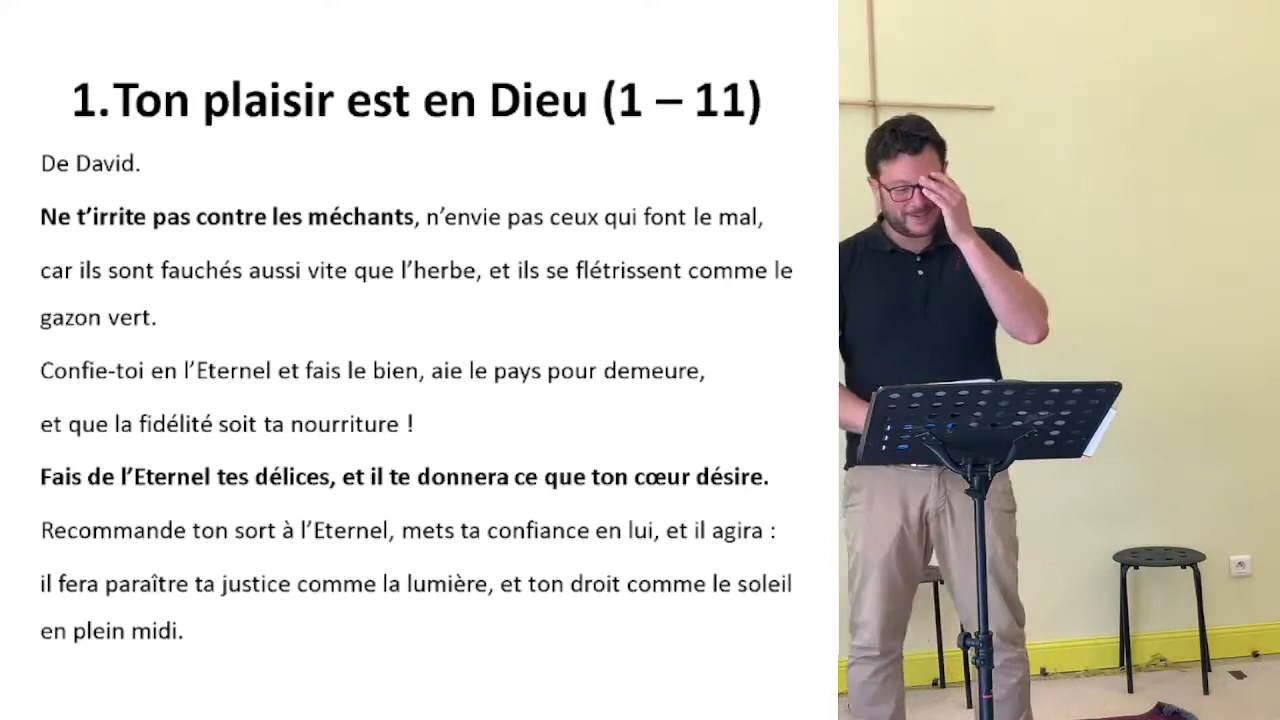 1.Ton plaisir est en Dieu (1 – 11)
De David.
Ne t’irrite pas contre les méchants, n’envie pas ceux qui font le mal,
car ils sont fauchés aussi vite que l’herbe, et ils se flétrissent comme le
gazon vert.
Confie-toi en l’Eternel et fais le bien, aie le pays pour demeure,
et que la fidélité soit ta nourriture !
Fais de l’Eternel tes délices, et il te donnera ce que ton cœur désire.
Recommande ton sort à l’Eternel, mets ta confiance en lui, et il agira :
il fera paraître ta justice comme la lumière, et ton droit comme le soleil
en plein midi.